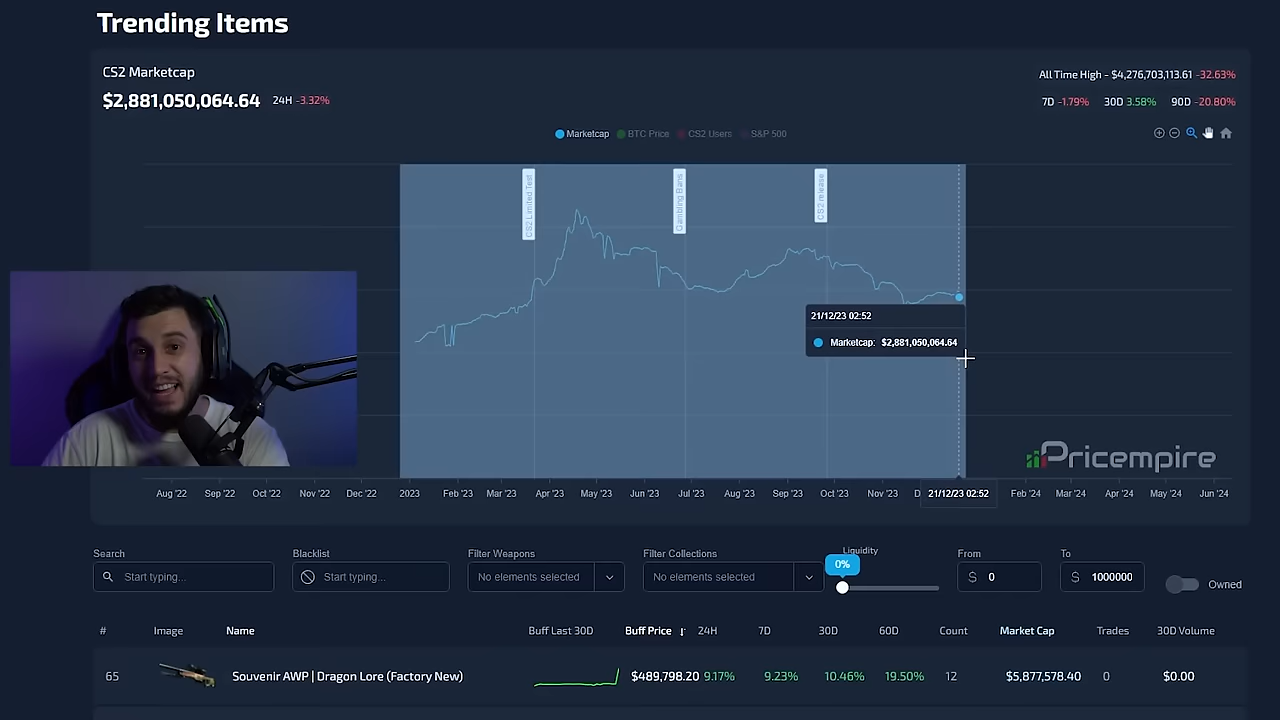 Trending Items
CS2 Marketcap
$2,881,050,064.64 24H -3.32%
All Time High - $4,276,703,113.61 -32.63%
7D -1.79% 30D 3.58% 90D -20.80%
Marketcap BTC Price CS2 Users S&P 500
CS2 Limited Test
Gambling Bans
CS2 release
21/12/23 02:52
Marketcap: $2,881,050,064.64
Pricempire
Aug '22 Sep '22 Oct '22 Nov '22 Dec '22 2023 Feb '23 Mar '23 Apr '23 May '23 Jun '23 Jul '23 Aug '23 Sep '23 Oct '23 Nov '23 D 21/12/23 02:52 Feb '24 Mar '24 Apr '24 May '24 Jun '24
Search Blacklist Filter Weapons Filter Collections Liquidity From To
Start typing... Start typing... No elements selected No elements selected 0% $ 0 $ 1000000 Owned
# Image Name Buff Last 30D Buff Price 24H 7D 30D 60D Count Market Cap Trades 30D Volume
65 Souvenir AWP | Dragon Lore (Factory New) $489,798.20 9.17% 9.23% 10.46% 19.50% 12 $5,877,578.40 0 $0.00